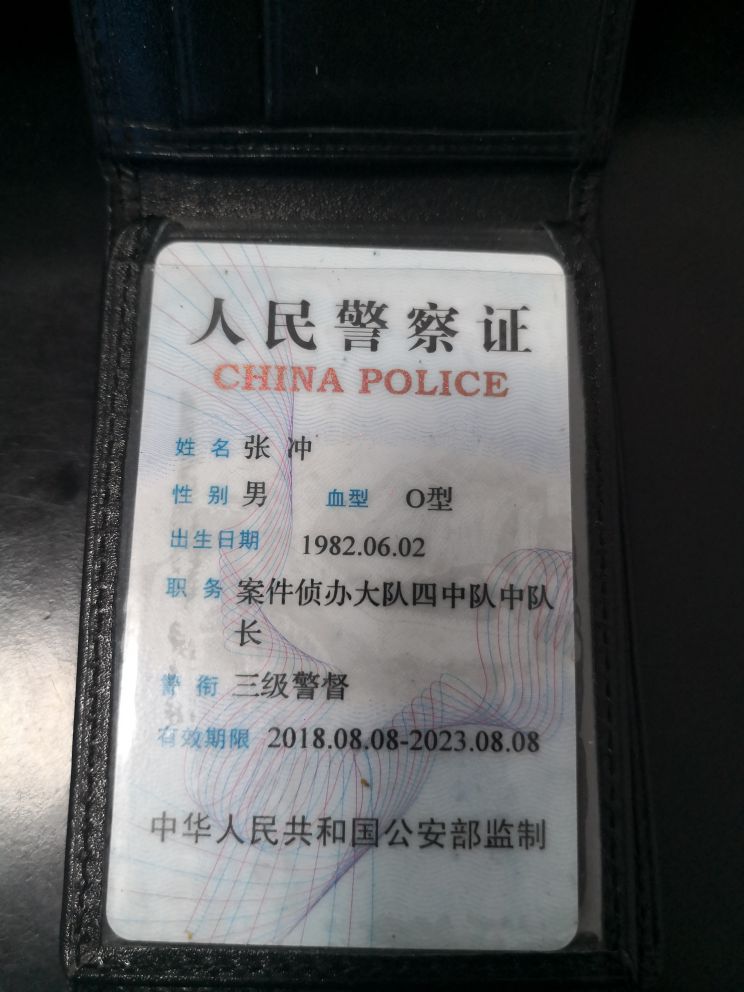 人民警察证
CHINA POLICE
姓名 张冲
性别 男 血型 O型
出生日期 1982.06.02
职务 案件侦办大队四中队中队
长
警衔 三级警督
有效期限 2018.08.08-2023.08.08
中华人民共和国公安部监制